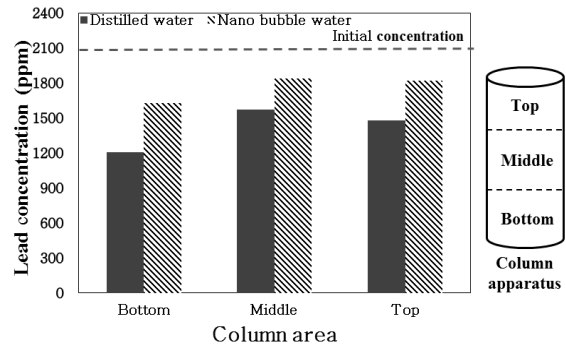 Distilled water Nano bubble water
Initial concentration
2400
2100
1800
1500
1200
900
600
300
0
Lead concentration (ppm)
Bottom Middle Top
Column area
Top
Middle
Bottom
Column
apparatus